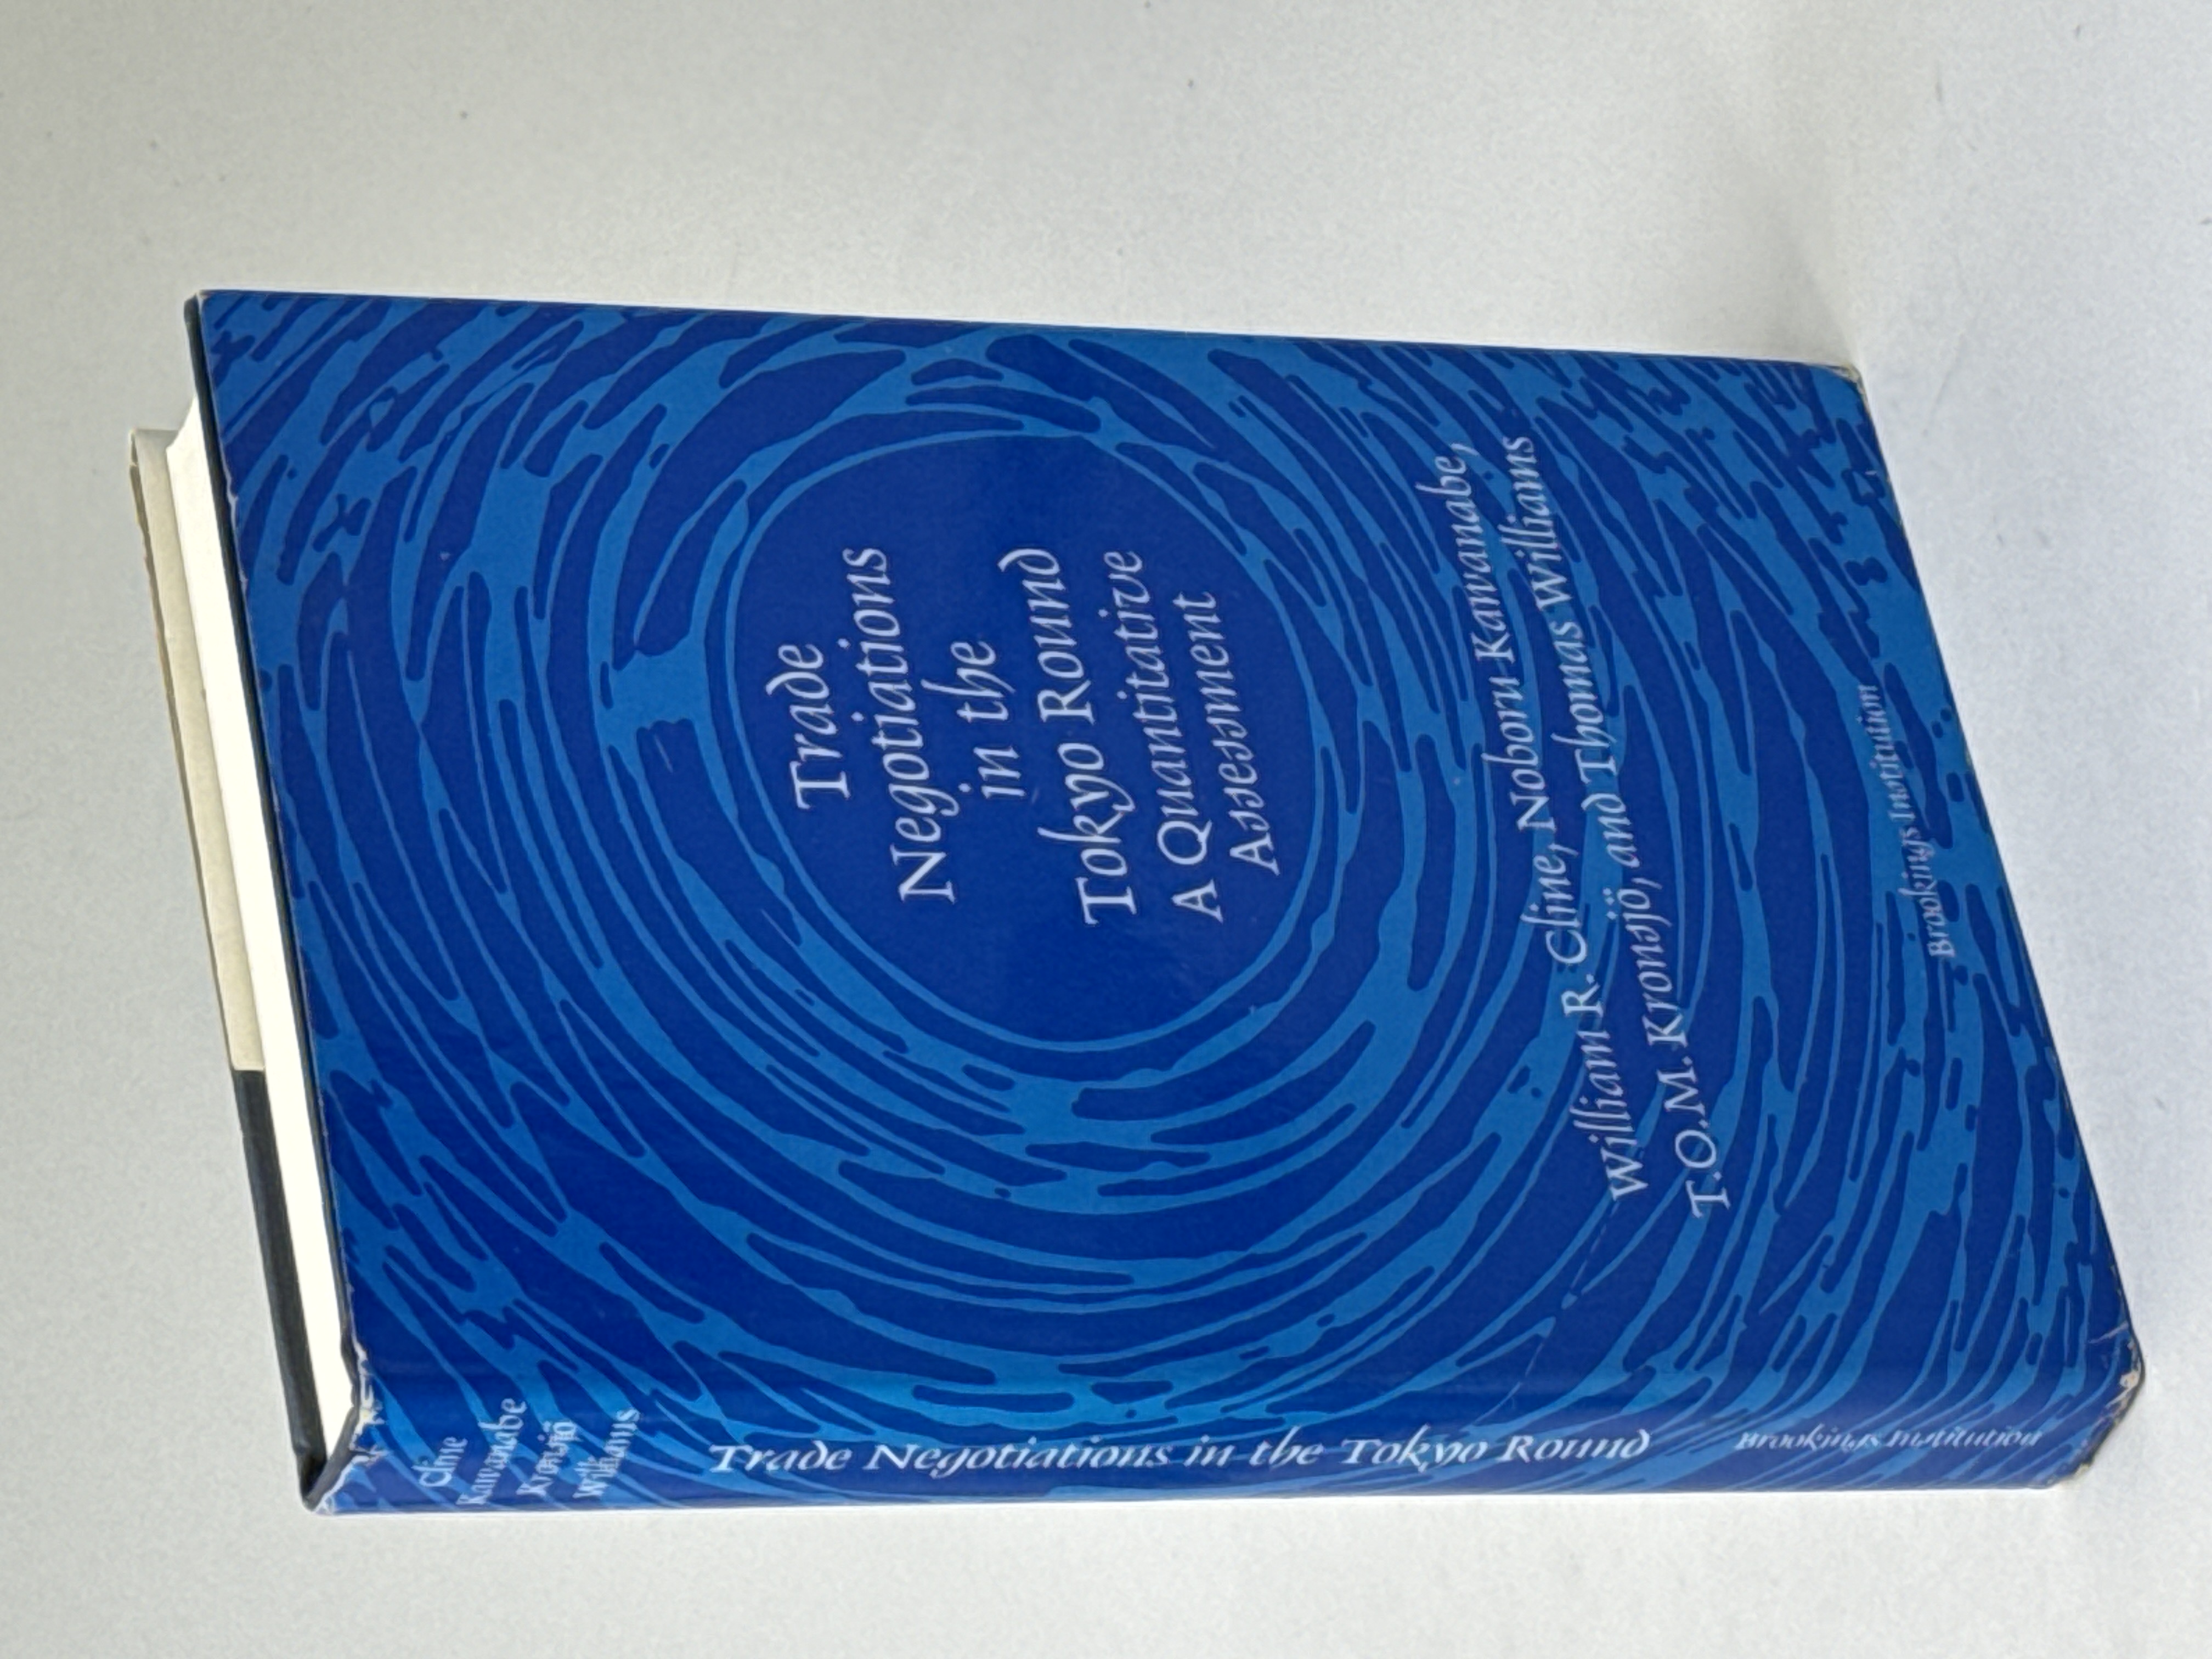 Trade
Negotiations
in the
Tokyo Round
A Quantitative
Assessment
William R. Cline, Noboru Kawanabe,
T.O.M. Kronsjö, and Thomas Williams
Brookings Institution
Cline
Kawanabe
Kronsjö
Williams
Trade Negotiations in the Tokyo Round
Brookings Institution